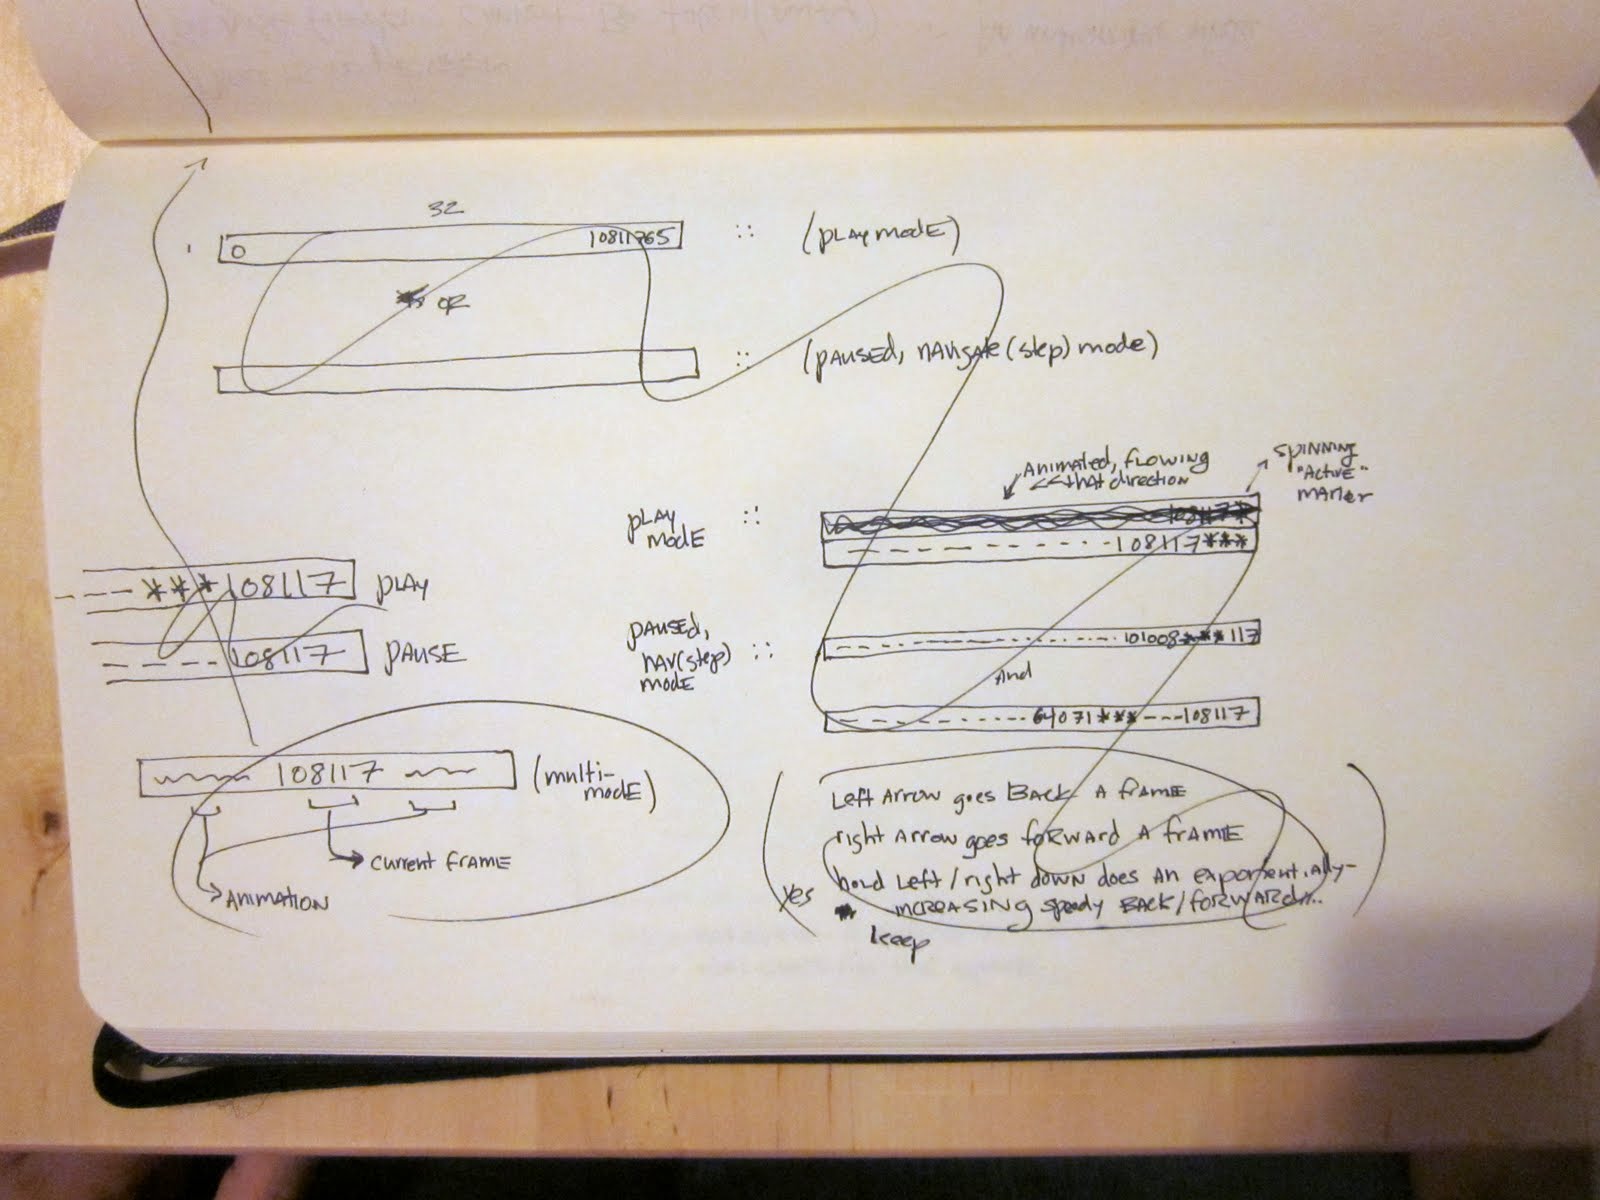 32
0 10811765 :: (PLAY MODE)
OR
:: (PAUSED, NAVIGATE (step) MODE)
ANIMATED, FLOWING
<<that direction
SPINNING
"ACTIVE"
MARKER
PLAY
MODE ::
108117*
- - - - - - 108117***
- - - ***108117 PLAY
- - - - - 108117 PAUSE
PAUSED,
NAV(step)
MODE ::
- - - - - - 101008***117
And
- - - - - - 64071***---108117
~~~ 108117 ~~~ (multi-
MODE)
CURRENT FRAME
ANIMATION
(Left Arrow goes BACK A FRAME
right Arrow goes forward A FRAME
hold Left/right down does AN exponentially-
INCREASING speedy BACK/FORWARD...)
Yes
keep